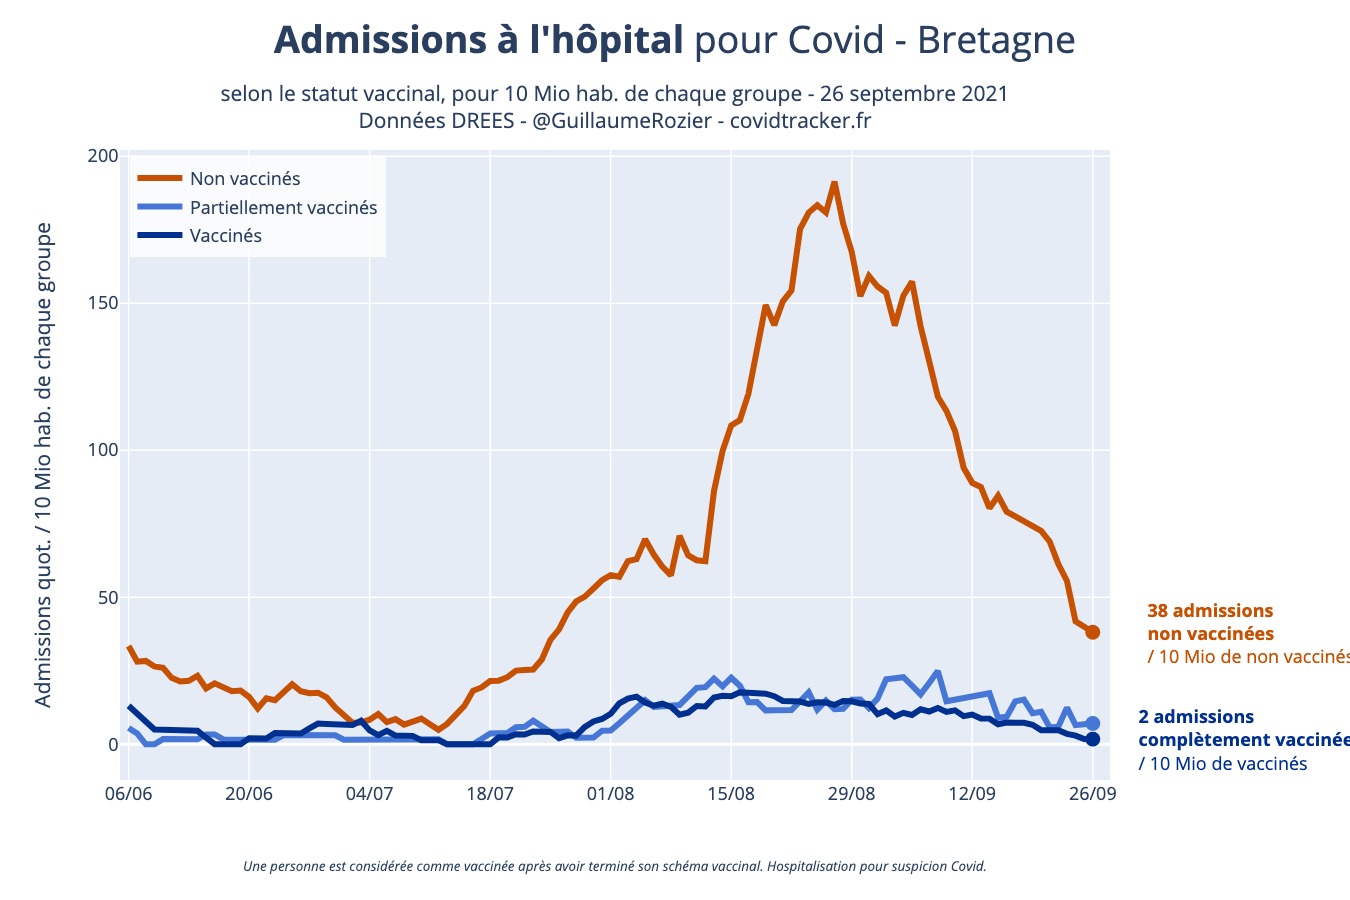 Admissions à l'hôpital pour Covid - Bretagne
selon le statut vaccinal, pour 10 Mio hab. de chaque groupe - 26 septembre 2021
Données DREES - @GuillaumeRozier - covidtracker.fr
Admissions quot. / 10 Mio hab. de chaque groupe
200
150
100
50
0
Non vaccinés
Partiellement vaccinés
Vaccinés
38 admissions
non vaccinées
/ 10 Mio de non vaccinés
2 admissions
complètement vaccinée
/ 10 Mio de vaccinés
06/06
20/06
04/07
18/07
01/08
15/08
29/08
12/09
26/09
Une personne est considérée comme vaccinée après avoir terminé son schéma vaccinal. Hospitalisation pour suspicion Covid.